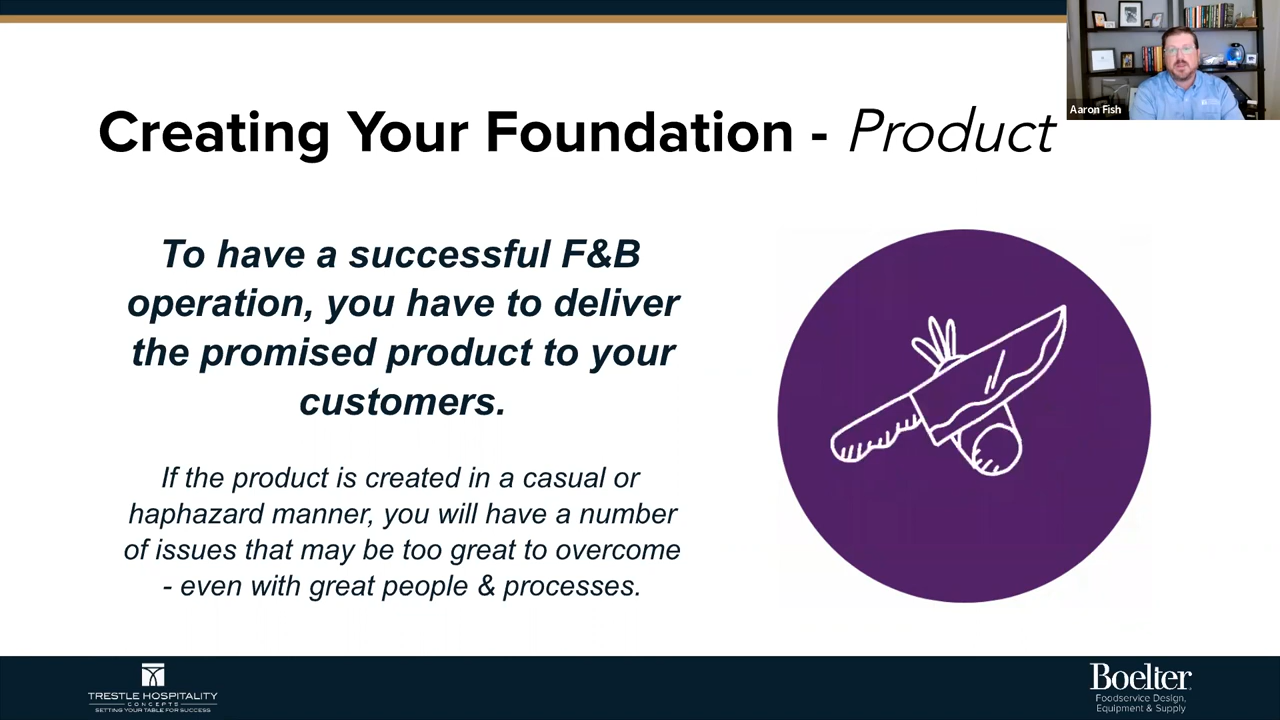 Aaron Fish
Creating Your Foundation - Product
To have a successful F&B
operation, you have to deliver
the promised product to your
customers.
If the product is created in a casual or
haphazard manner, you will have a number
of issues that may be too great to overcome
- even with great people & processes.
TRESTLE HOSPITALITY
CONCEPTS
SETTING YOUR TABLE FOR SUCCESS
Boelter
Foodservice Design,
Equipment & Supply